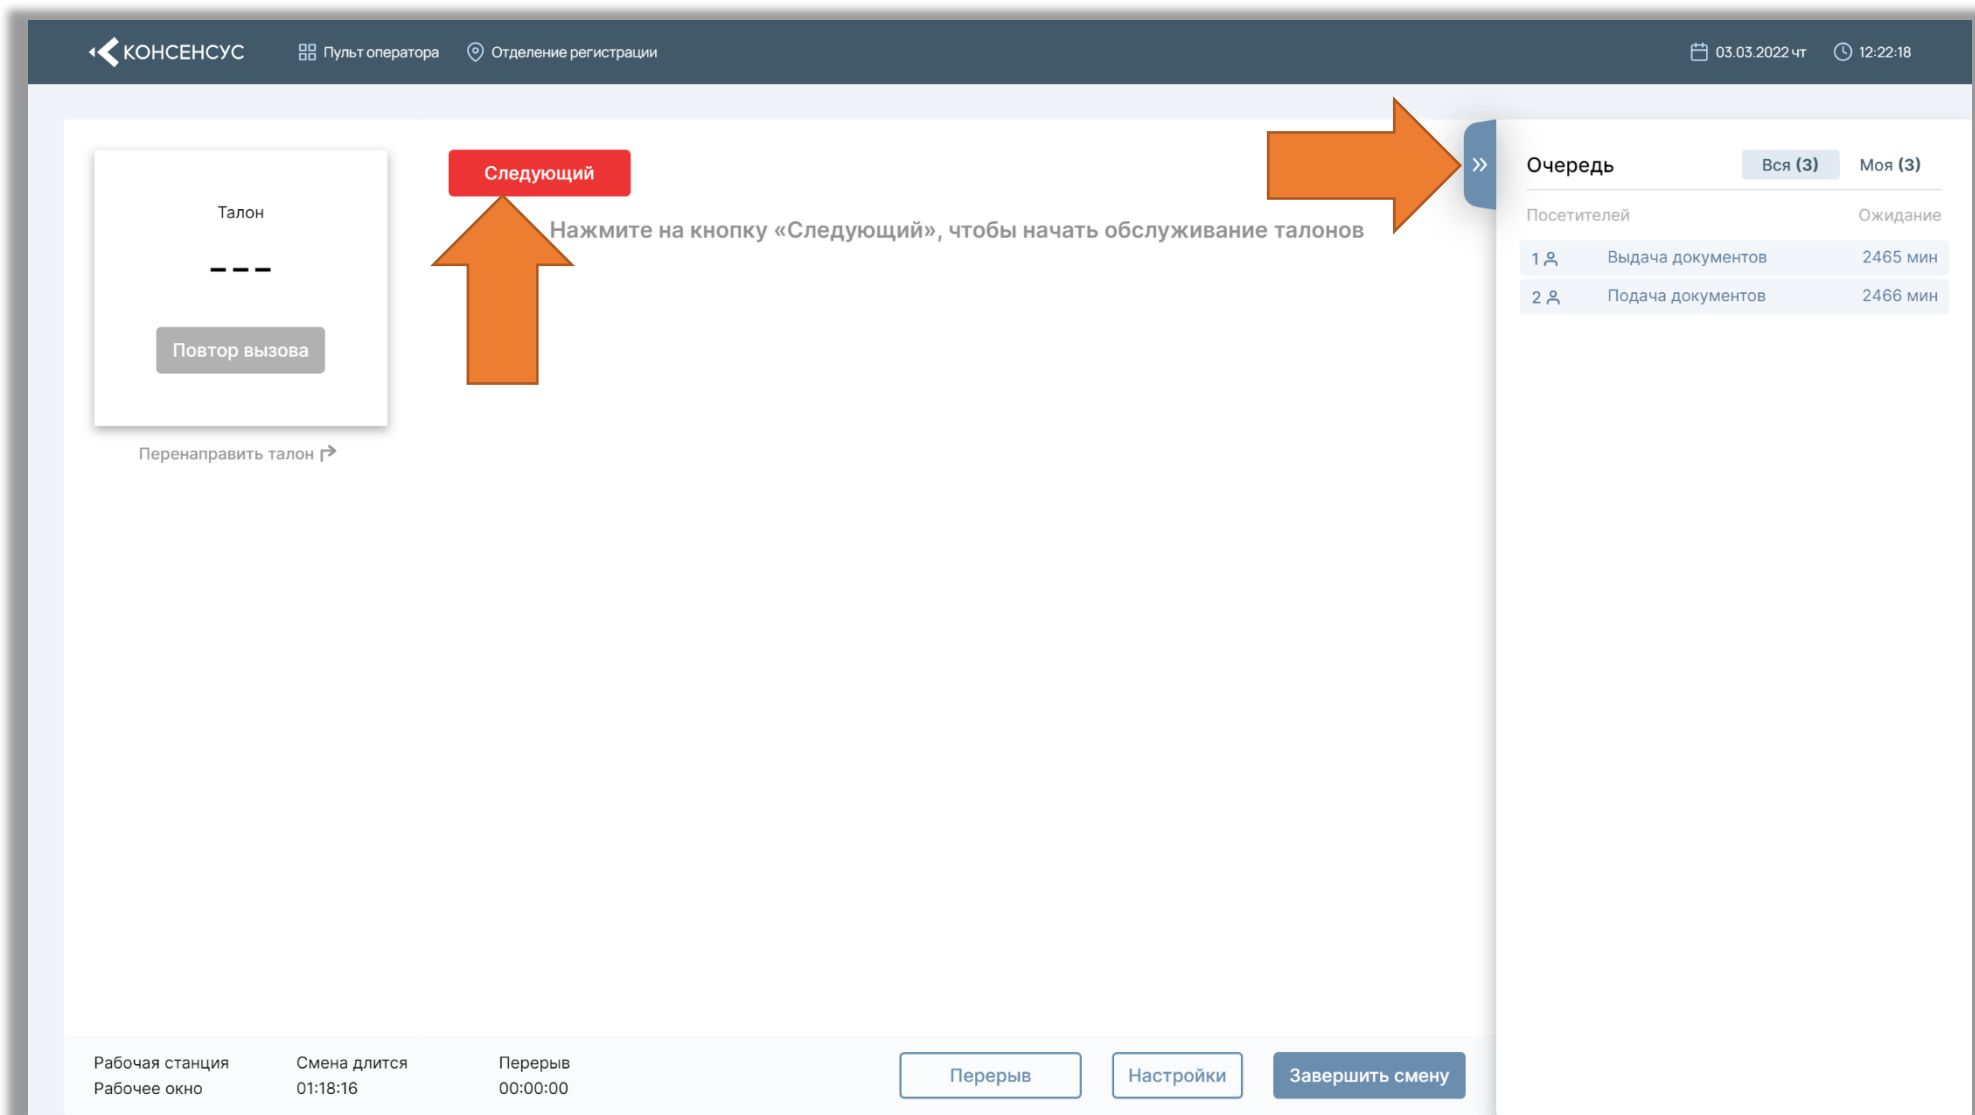 КОНСЕНСУС
Пульт оператора
Отделение регистрации
03.03.2022 чт
12:22:18
Талон
---
Повтор вызова
Перенаправить талон
Следующий
Нажмите на кнопку «Следующий», чтобы начать обслуживание талонов
Очередь
Вся (3)
Моя (3)
Посетителей
Ожидание
1 Выдача документов 2465 мин
2 Подача документов 2466 мин
Рабочая станция
Рабочее окно
Смена длится
01:18:16
Перерыв
00:00:00
Перерыв
Настройки
Завершить смену